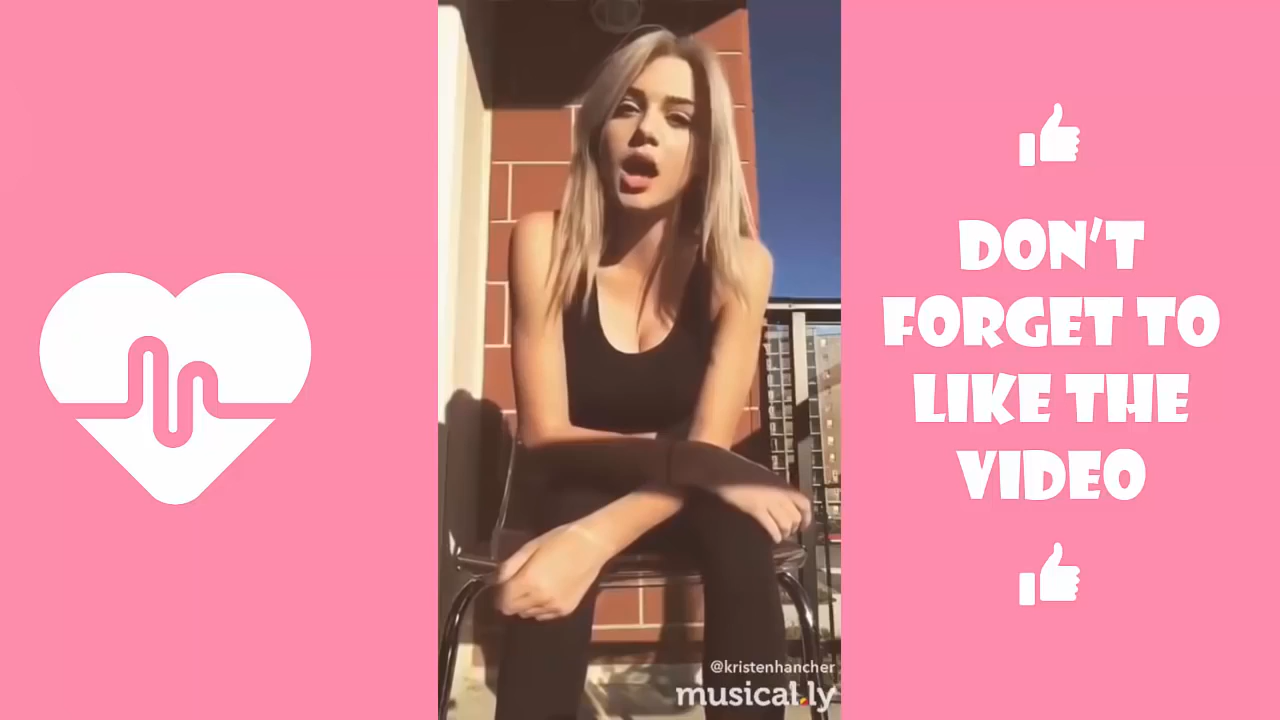 DON'T
FORGET TO
LIKE THE
VIDEO
@kristenhancher
musical.ly